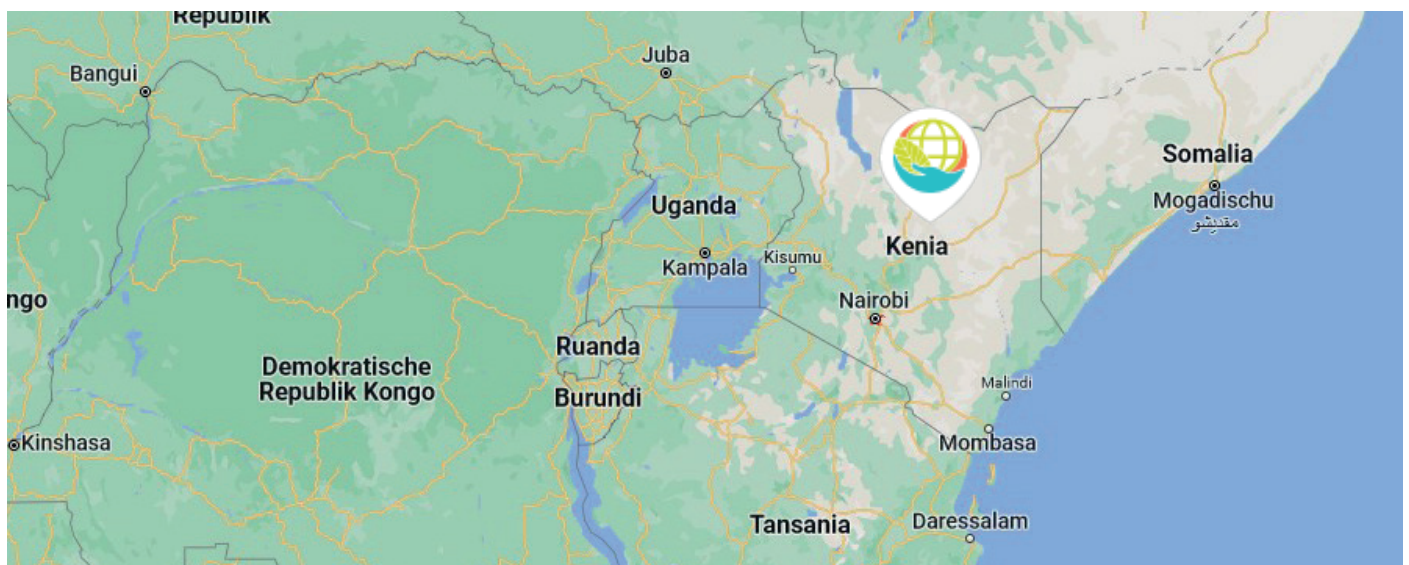 Republik
Juba
Bangui
Somalia
Mogadischu
مقديشو
Uganda
Kenia
Kampala
Kisumu
ngo
Nairobi
Ruanda
Demokratische
Republik Kongo
Burundi
Malindi
Kinshasa
Mombasa
Tansania
Daressalam